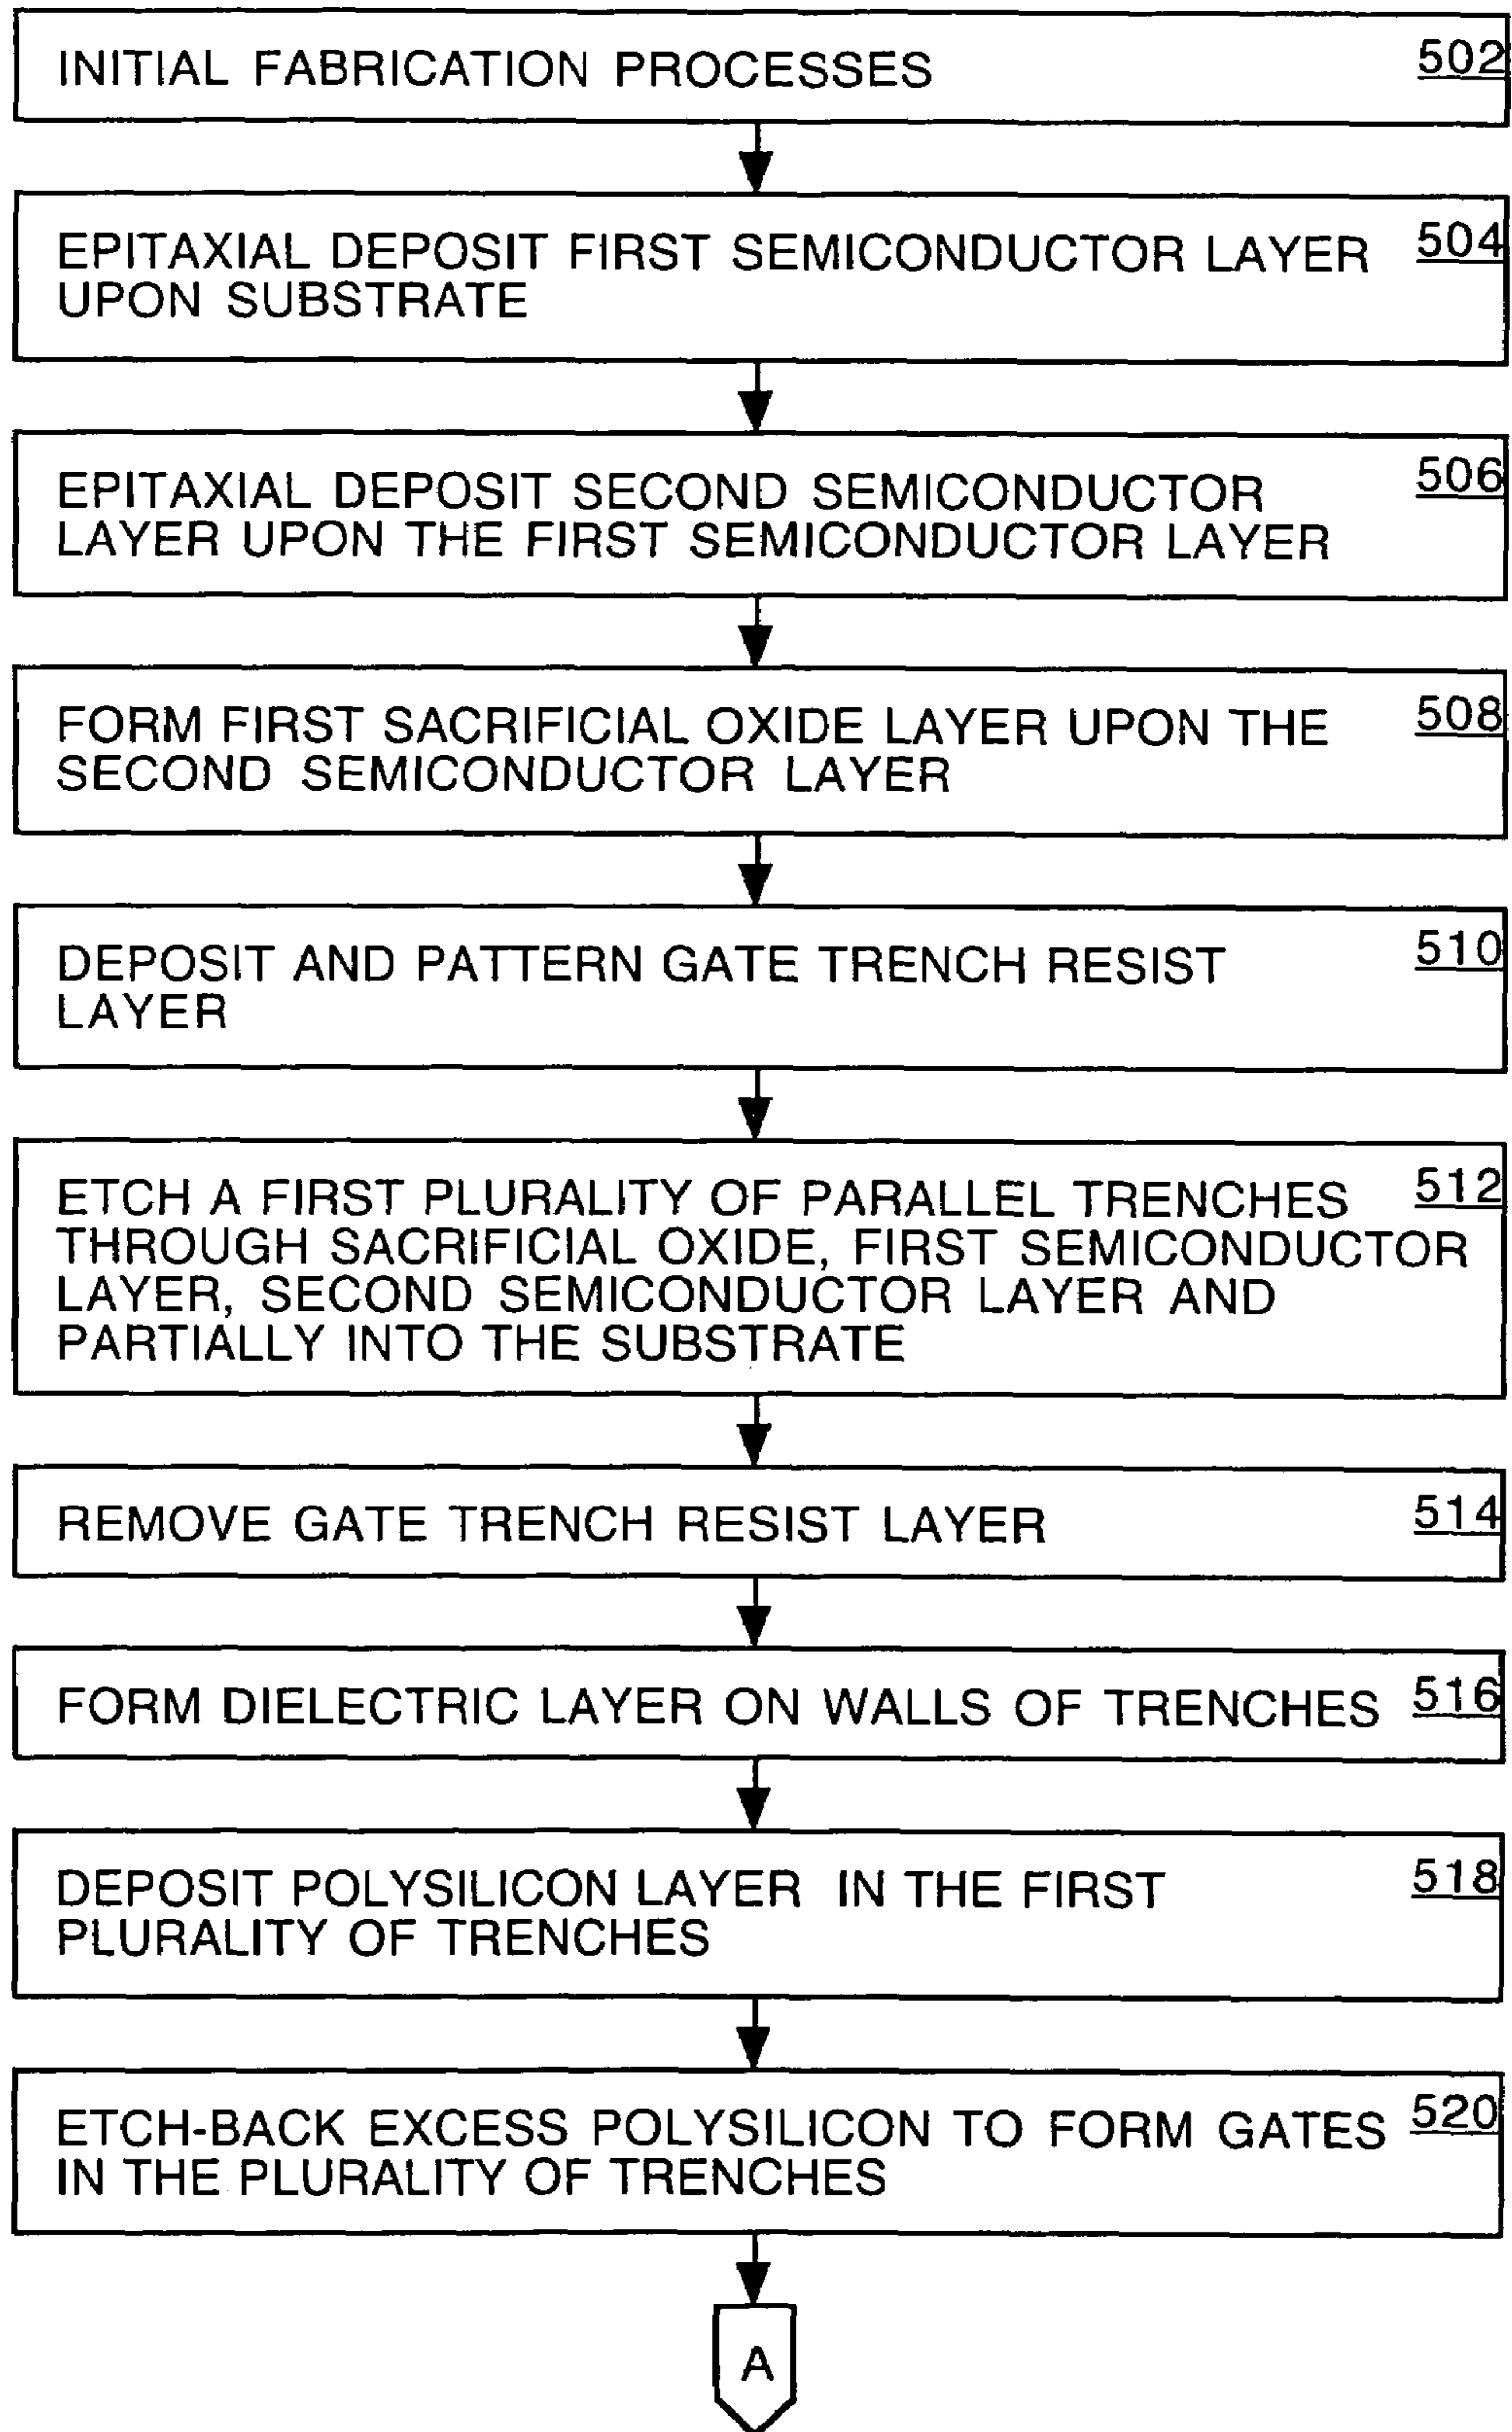 INITIAL FABRICATION PROCESSES 502
EPITAXIAL DEPOSIT FIRST SEMICONDUCTOR LAYER 504
UPON SUBSTRATE
EPITAXIAL DEPOSIT SECOND SEMICONDUCTOR 506
LAYER UPON THE FIRST SEMICONDUCTOR LAYER
FORM FIRST SACRIFICIAL OXIDE LAYER UPON THE 508
SECOND SEMICONDUCTOR LAYER
DEPOSIT AND PATTERN GATE TRENCH RESIST 510
LAYER
ETCH A FIRST PLURALITY OF PARALLEL TRENCHES 512
THROUGH SACRIFICIAL OXIDE, FIRST SEMICONDUCTOR
LAYER, SECOND SEMICONDUCTOR LAYER AND
PARTIALLY INTO THE SUBSTRATE
REMOVE GATE TRENCH RESIST LAYER 514
FORM DIELECTRIC LAYER ON WALLS OF TRENCHES 516
DEPOSIT POLYSILICON LAYER IN THE FIRST 518
PLURALITY OF TRENCHES
ETCH-BACK EXCESS POLYSILICON TO FORM GATES 520
IN THE PLURALITY OF TRENCHES
A